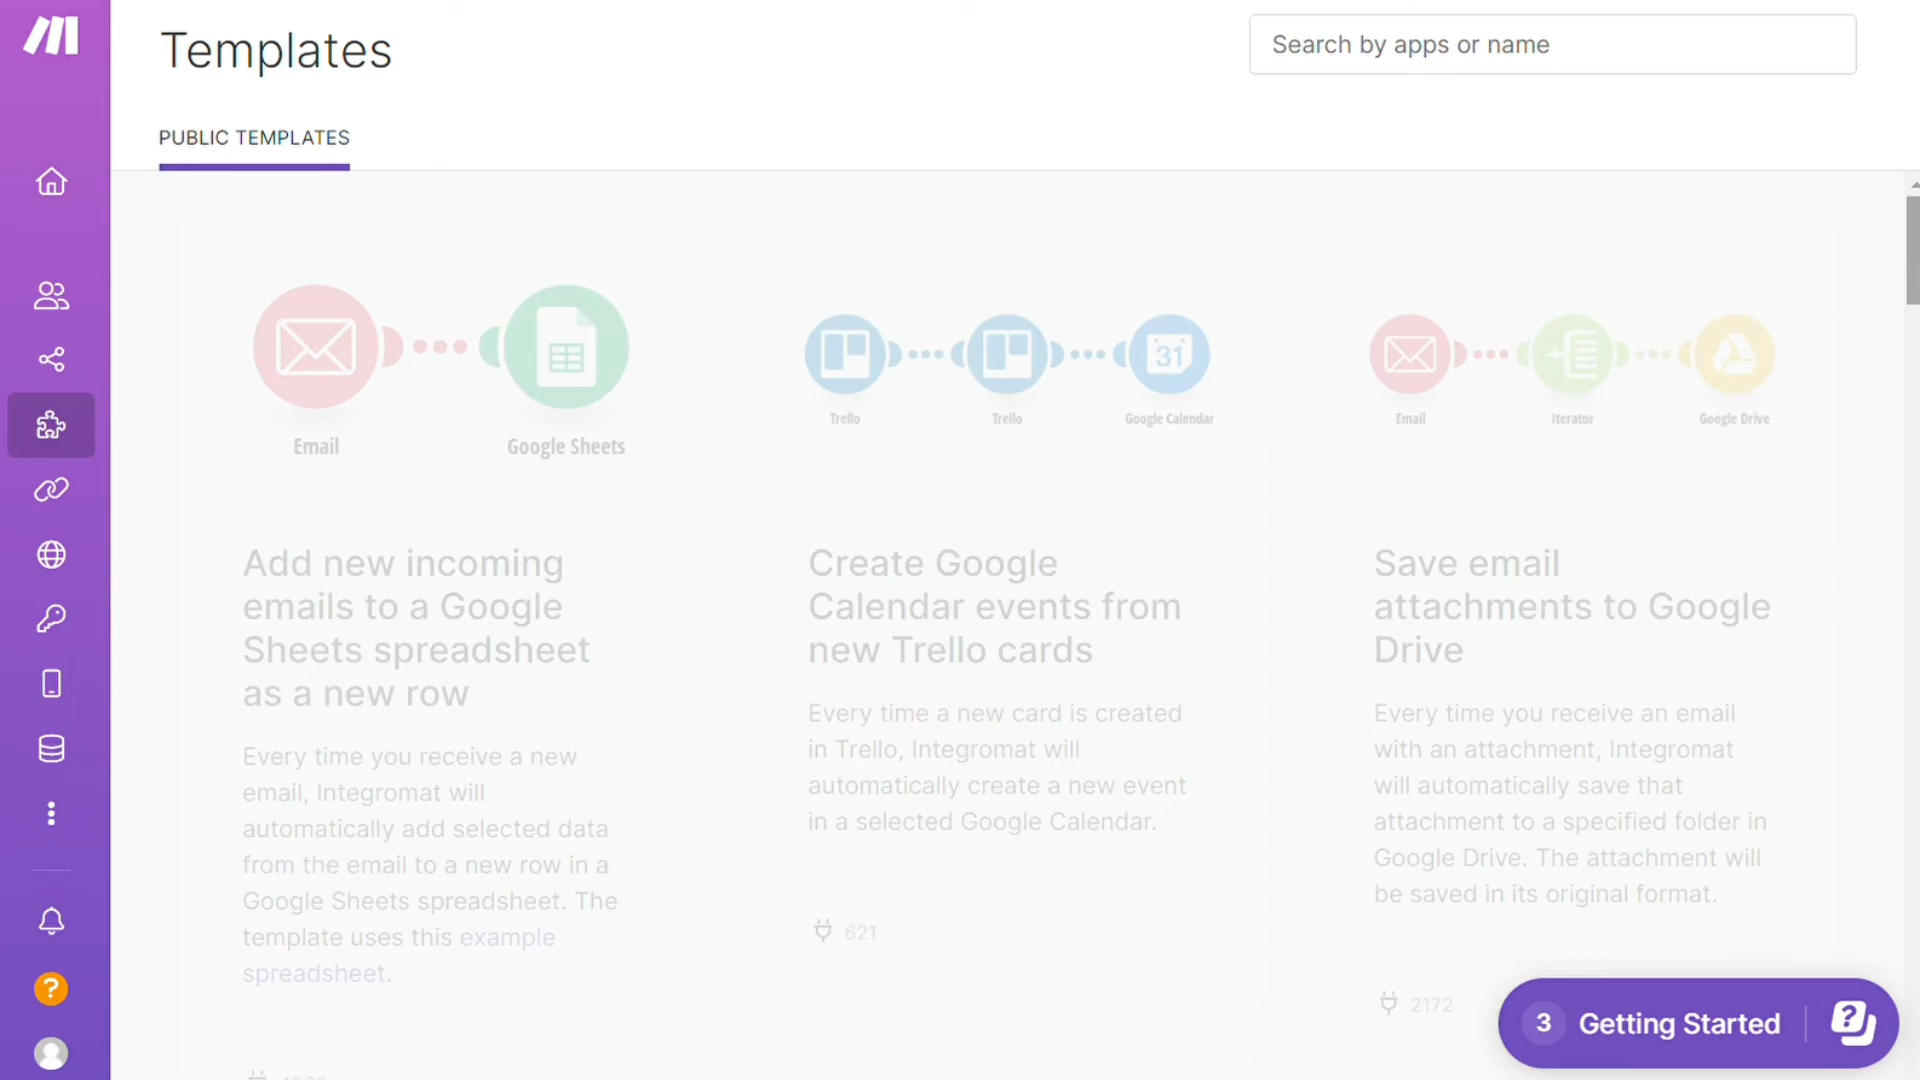 Templates
Search by apps or name
PUBLIC TEMPLATES
Email
Google Sheets
Trello
Trello
31
Google Calendar
Email
Iterator
Google Drive
Add new incoming
emails to a Google
Sheets spreadsheet
as a new row
Every time you receive a new
email, Integromat will
automatically add selected data
from the email to a new row in a
Google Sheets spreadsheet. The
template uses this example
spreadsheet.
Create Google
Calendar events from
new Trello cards
Every time a new card is created
in Trello, Integromat will
automatically create a new event
in a selected Google Calendar.
621
Save email
attachments to Google
Drive
Every time you receive an email
with an attachment, Integromat
will automatically save that
attachment to a specified folder in
Google Drive. The attachment will
be saved in its original format.
2172
?
3 Getting Started ?